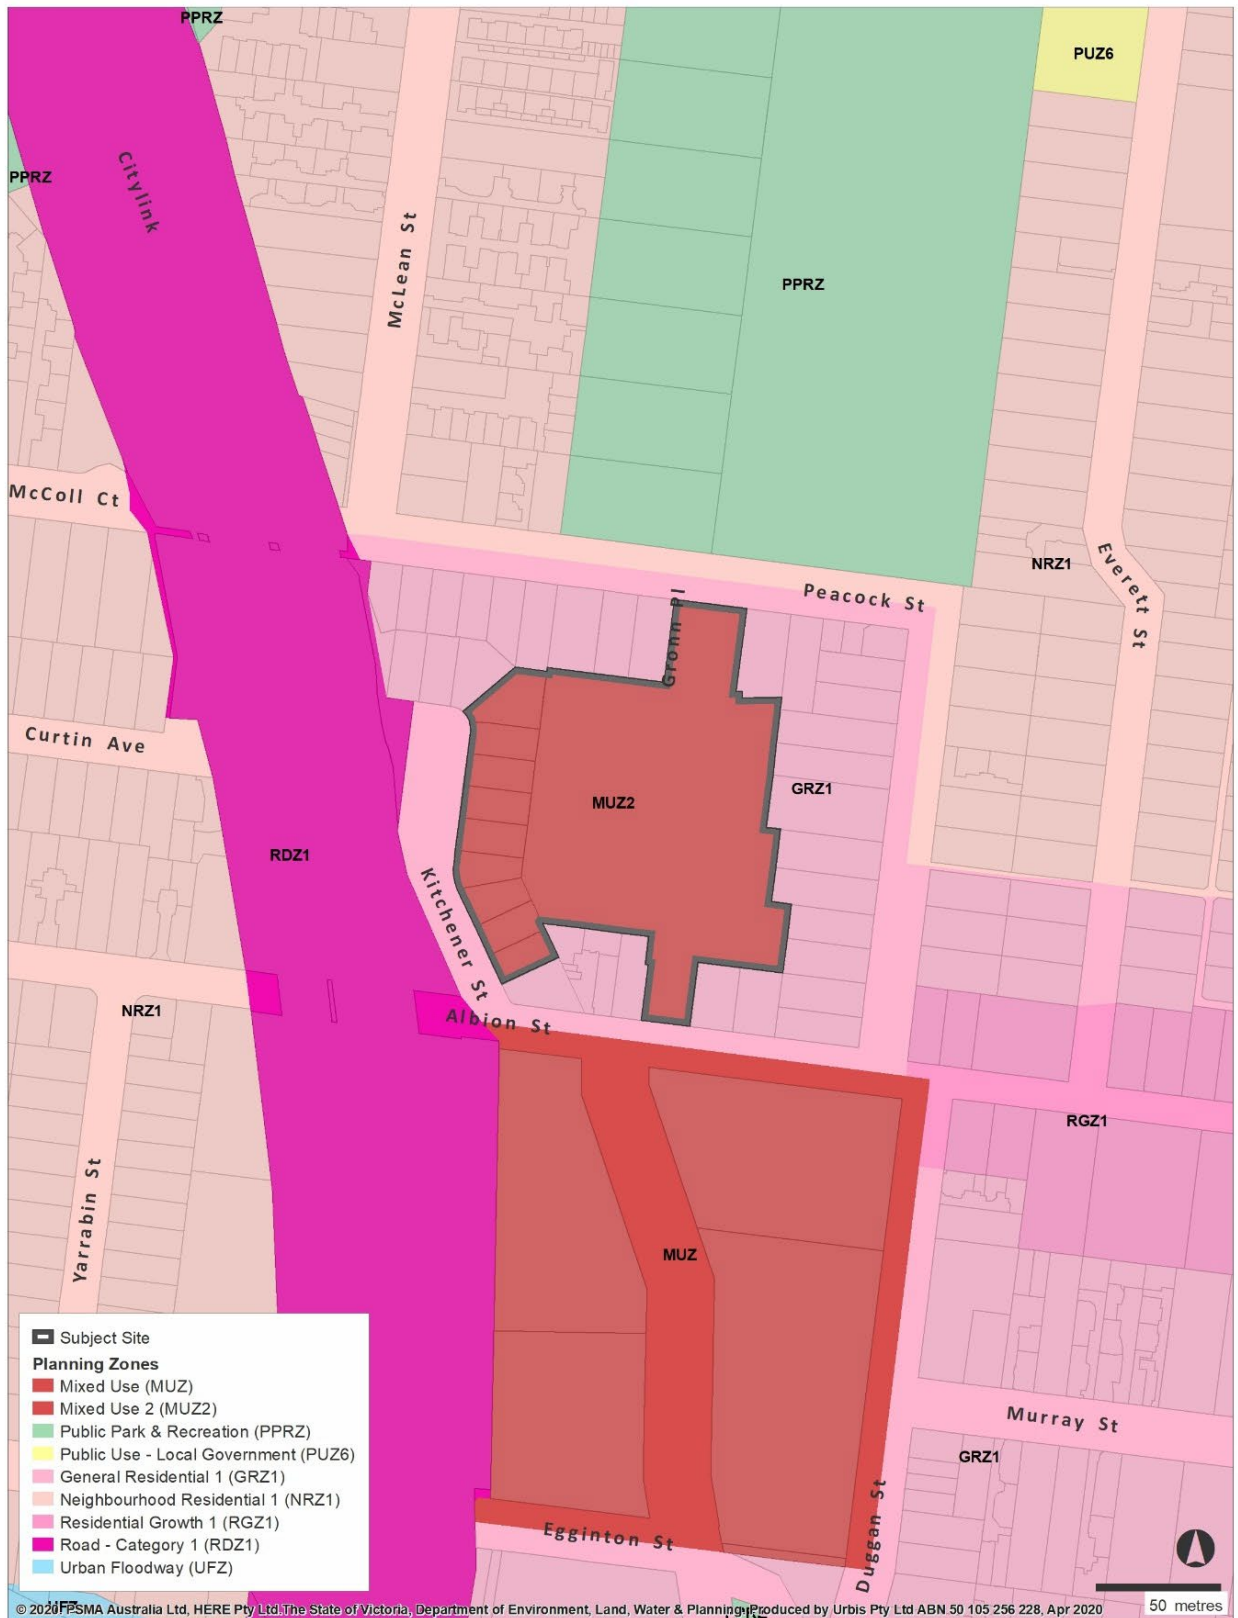 PPRZ
PUZ6
PPRZ
Citylink
McLean St
PPRZ
McColl Ct
NRZ1
Everett St
Peacock St
Gronn Pl
Curtin Ave
GRZ1
MUZ2
RDZ1
Kitchener St
NRZ1
Albion St
RGZ1
Yarrabin St
MUZ
Subject Site
Planning Zones
Mixed Use (MUZ)
Mixed Use 2 (MUZ2)
Public Park & Recreation (PPRZ)
Public Use - Local Government (PUZ6)
General Residential 1 (GRZ1)
Neighbourhood Residential 1 (NRZ1)
Residential Growth 1 (RGZ1)
Road - Category 1 (RDZ1)
Urban Floodway (UFZ)
Murray St
GRZ1
Egginton St
Duggan St
50 metres
UFZ
© 2020. PSMA Australia Ltd, HERE Pty Ltd. The State of Victoria, Department of Environment, Land, Water & Planning. Produced by Urbis Pty Ltd ABN 50 105 256 228, Apr 2020